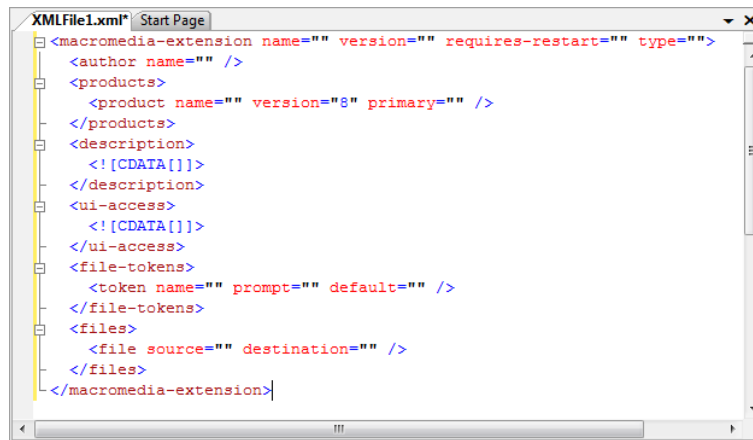 XMLFile1.xml* Start Page
<macromedia-extension name="" version="" requires-restart="" type="">
<author name="" />
<products>
<product name="" version="8" primary="" />
</products>
<description>
<![CDATA[]]>
</description>
<ui-access>
<![CDATA[]]>
</ui-access>
<file-tokens>
<token name="" prompt="" default="" />
</file-tokens>
<files>
<file source="" destination="" />
</files>
</macromedia-extension>